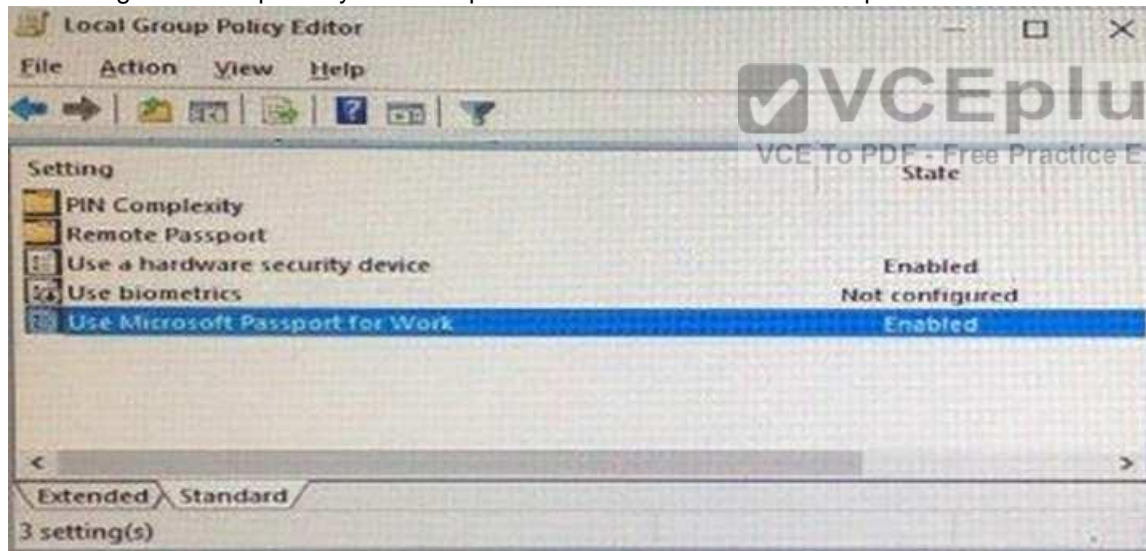 Local Group Policy Editor
File Action View Help
VCEplu
VCE To PDF - Free Practice E
Setting State
PIN Complexity
Remote Passport
Use a hardware security device Enabled
Use biometrics Not configured
Use Microsoft Passport for Work Enabled
Extended Standard
3 setting(s)